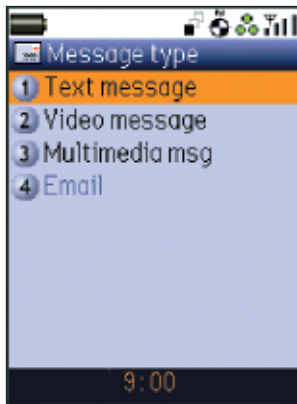 Message type
1 Text message
2 Video message
3 Multimedia msg
4 Email
9:00